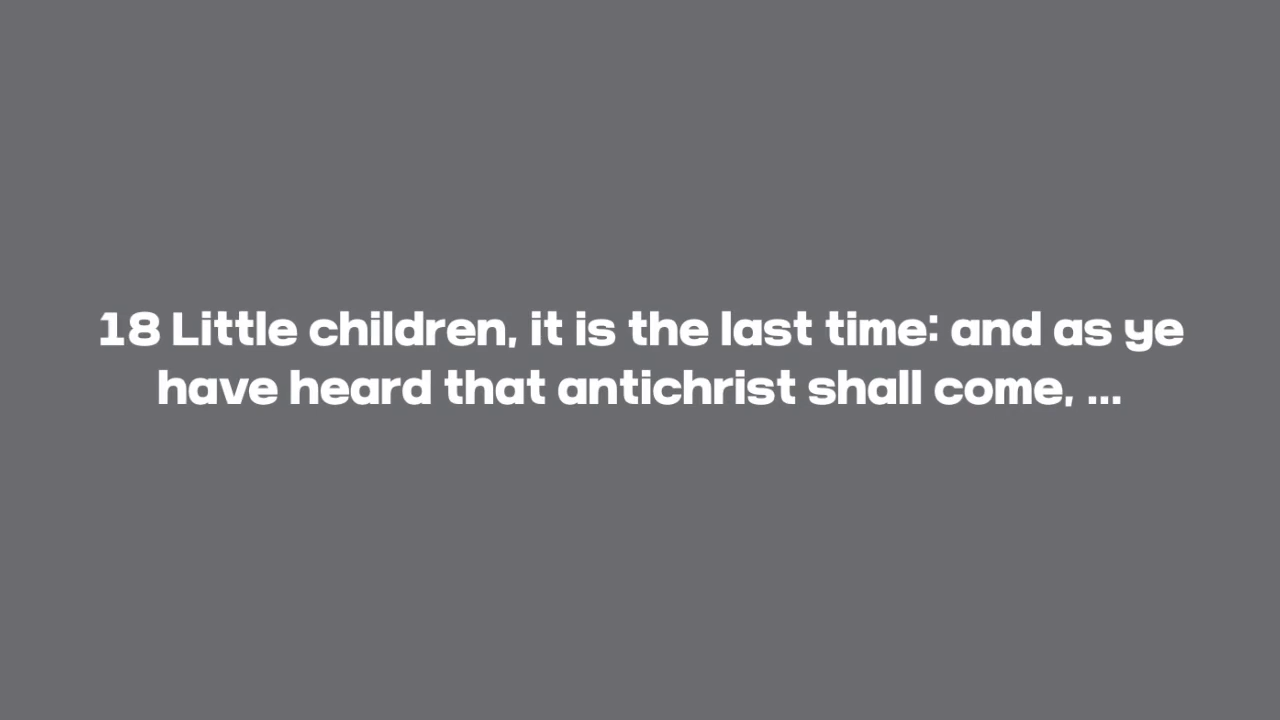 18 Little children, it is the last time: and as ye
have heard that antichrist shall come, ...